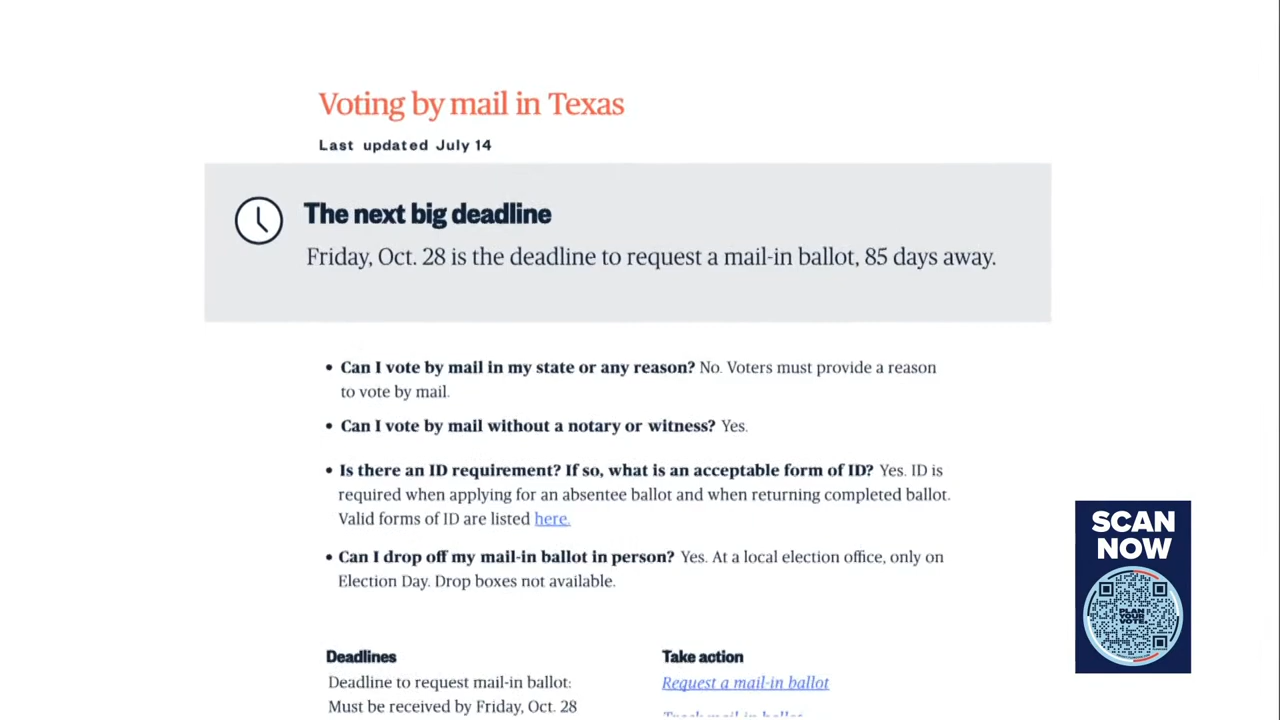 Voting by mail in Texas
Last updated July 14
The next big deadline
Friday, Oct. 28 is the deadline to request a mail-in ballot, 85 days away.
• Can I vote by mail in my state or any reason? No. Voters must provide a reason
to vote by mail.
• Can I vote by mail without a notary or witness? Yes.
• Is there an ID requirement? If so, what is an acceptable form of ID? Yes. ID is
required when applying for an absentee ballot and when returning completed ballot.
Valid forms of ID are listed here.
• Can I drop off my mail-in ballot in person? Yes. At a local election office, only on
Election Day. Drop boxes not available.
Deadlines
Deadline to request mail-in ballot:
Must be received by Friday, Oct. 28
Take action
Request a mail-in ballot
Track mail-in ballot
SCAN
NOW
PLAN
YOUR
VOTE.